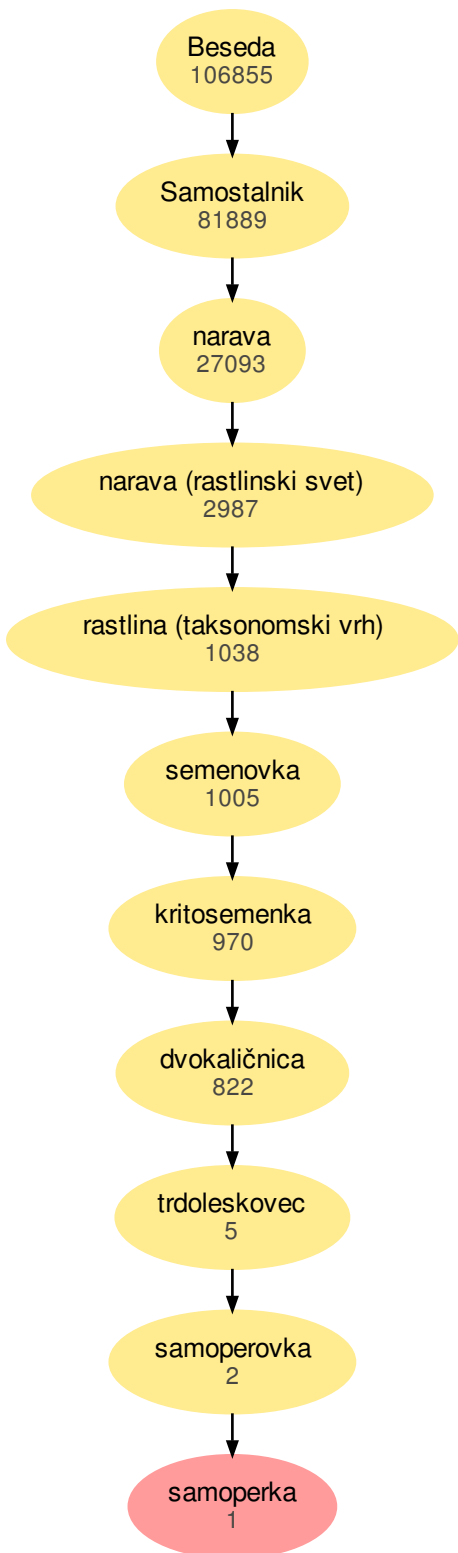 Beseda
106855
Samostalnik
81889
narava
27093
narava (rastlinski svet)
2987
rastlina (taksonomski vrh)
1038
semenovka
1005
kritosemenka
970
dvokaličnica
822
trdoleskovec
5
samoperovka
2
samoperka
1